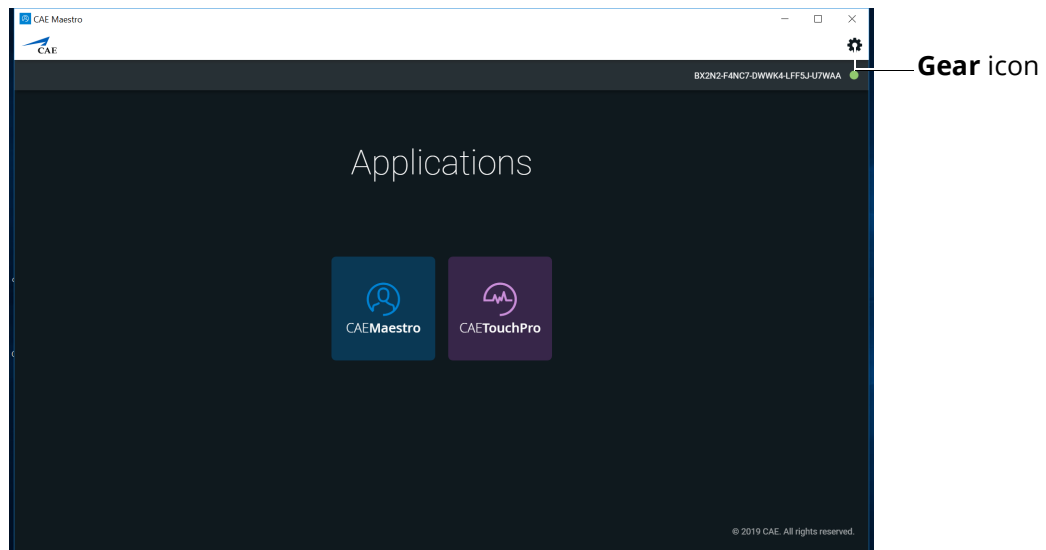 CAE Maestro
CAE
BX2N2-F4NC7-DWWK4-LFF5J-U7WAA
Gear icon
Applications
CAEMaestro
CAETouchPro
© 2019 CAE. All rights reserved.